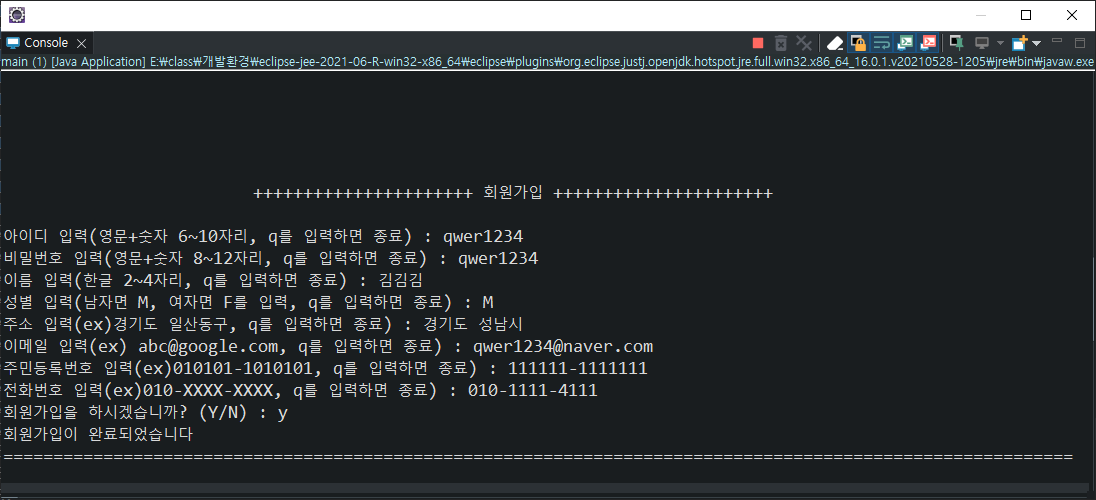 Console
main (1) [Java Application] E:₩class₩개발환경₩eclipse-jee-2021-06-R-win32-x86_64₩eclipse₩plugins₩org.eclipse.justj.openjdk.hotspot.jre.full.win32.x86_64_16.0.1.v20210528-1205₩jre₩bin₩javaw.exe
++++++++++++++++++++++ 회원가입 ++++++++++++++++++++++
아이디 입력(영문+숫자 6~10자리, q를 입력하면 종료) : qwer1234
비밀번호 입력(영문+숫자 8~12자리, q를 입력하면 종료) : qwer1234
이름 입력(한글 2~4자리, q를 입력하면 종료) : 김김김
성별 입력(남자면 M, 여자면 F를 입력, q를 입력하면 종료) : M
주소 입력(ex)경기도 일산동구, q를 입력하면 종료) : 경기도 성남시
이메일 입력(ex) abc@google.com, q를 입력하면 종료) : qwer1234@naver.com
주민등록번호 입력(ex)010101-1010101, q를 입력하면 종료) : 111111-1111111
전화번호 입력(ex)010-XXXX-XXXX, q를 입력하면 종료) : 010-1111-4111
회원가입을 하시겠습니까? (Y/N) : y
회원가입이 완료되었습니다
===========================================================================================================